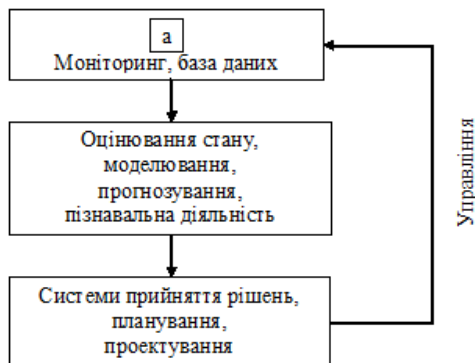 а
Моніторинг, база даних
Оцінювання стану,
моделювання,
прогнозування,
пізнавальна діяльність
Системи прийняття рішень,
планування,
проектування
Управління